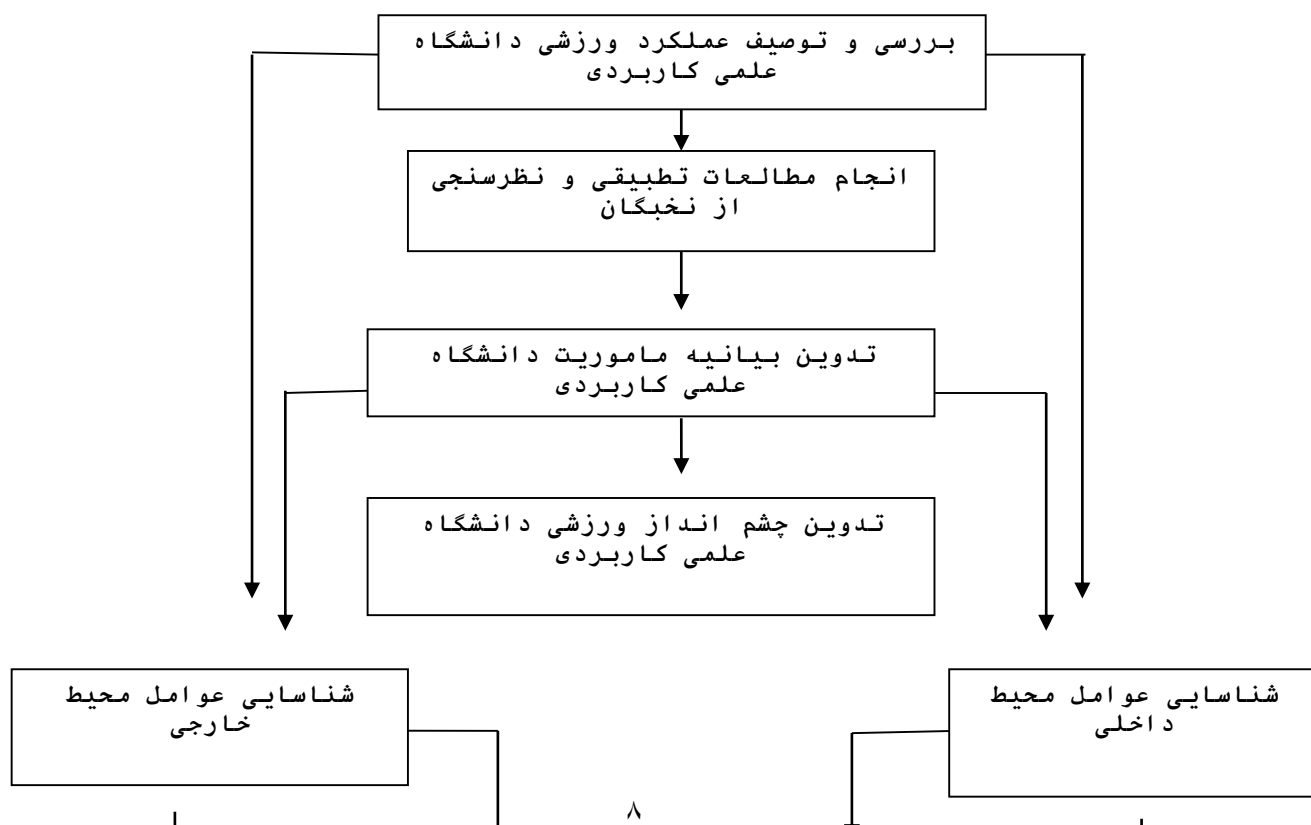 بررسی و توصیف عملکرد ورزشی دانشگاه
علمی کاربردی
انجام مطالعات تطبیقی و نظرسنجی
از نخبگان
تدوین بیانیه ماموریت دانشگاه
علمی کاربردی
تدوین چشم انداز ورزشی دانشگاه
علمی کاربردی
شناسایی عوامل محیط
داخلی
شناسایی عوامل محیط
خارجی
۸